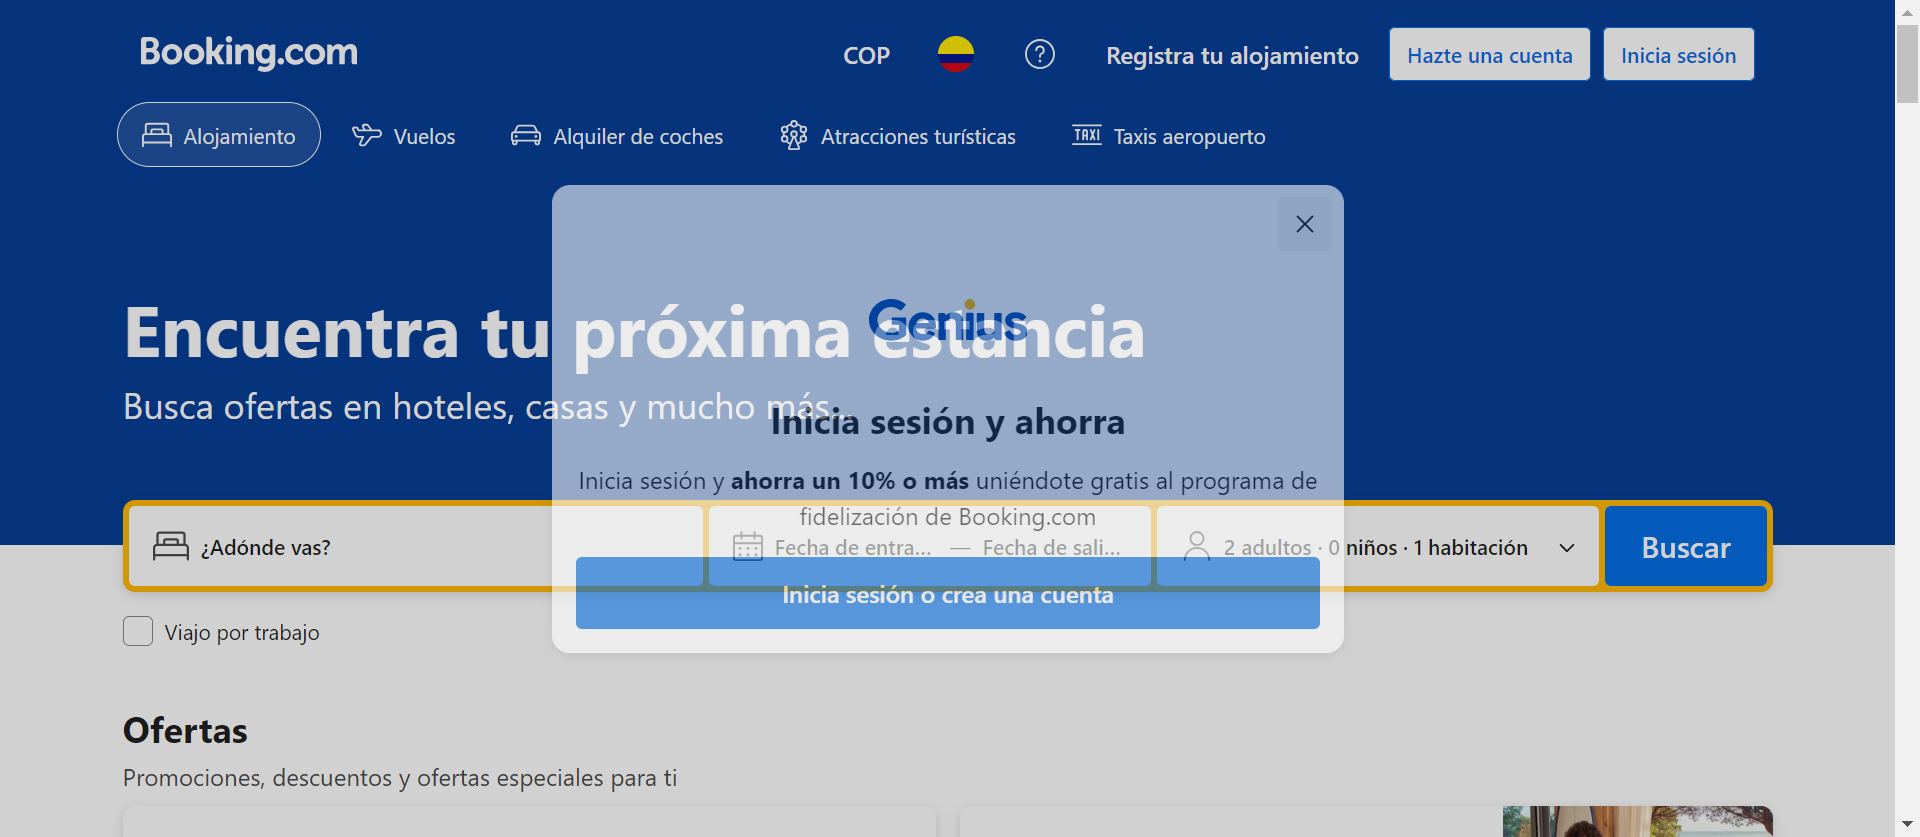 Booking.com
COP
Registra tu alojamiento
Hazte una cuenta
Inicia sesión
Alojamiento
Vuelos
Alquiler de coches
Atracciones turísticas
TAXI
Taxis aeropuerto
Encuentra tu próxima estancia
Busca ofertas en hoteles, casas y mucho más...
Genius
Inicia sesión y ahorra
Inicia sesión y ahorra un 10% o más uniéndote gratis al programa de
fidelización de Booking.com
Inicia sesión o crea una cuenta
¿Adónde vas?
Fecha de entra... — Fecha de sali...
2 adultos · 0 niños · 1 habitación
Buscar
Viajo por trabajo
Ofertas
Promociones, descuentos y ofertas especiales para ti